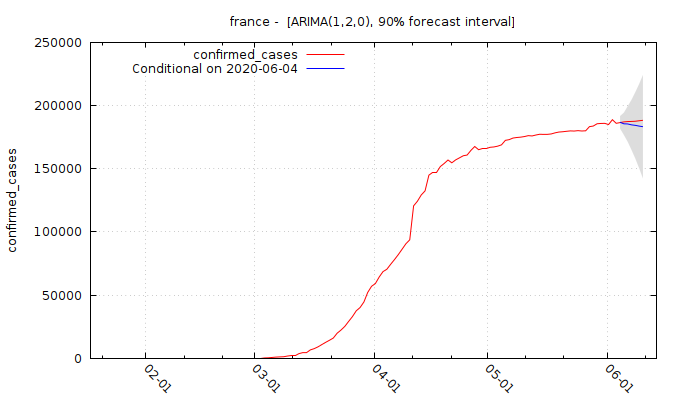 france -  [ARIMA(1,2,0), 90% forecast interval]
confirmed_cases
Conditional on 2020-06-04
confirmed_cases
250000
200000
150000
100000
50000
0
02-01
03-01
04-01
05-01
06-01